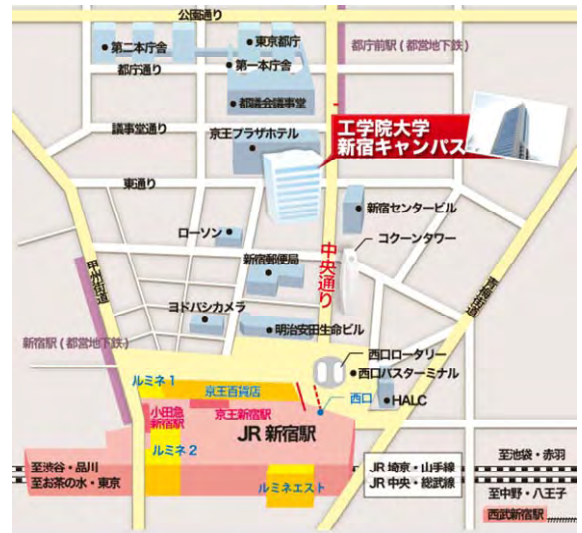 公園通り
都庁前駅(都営地下鉄)
第二本庁舎
東京都庁
都庁通り
第一本庁舎
都議会議事堂
議事堂通り
京王プラザホテル
工学院大学
新宿キャンパス
東通り
新宿センタービル
ローソン
コクーンタワー
中央通り
新宿郵便局
甲州街道
青梅街道
ヨドバシカメラ
明治安田生命ビル
新宿駅(都営地下鉄)
西口ロータリー
西口バスターミナル
ルミネ1
京王百貨店
西口
HALC
小田急
新宿駅
京王新宿駅
JR 新宿駅
ルミネ2
至渋谷・品川
至お茶の水・東京
ルミネエスト
JR 埼京・山手線
JR 中央・総武線
至池袋・赤羽
至中野・八王子
西武新宿駅